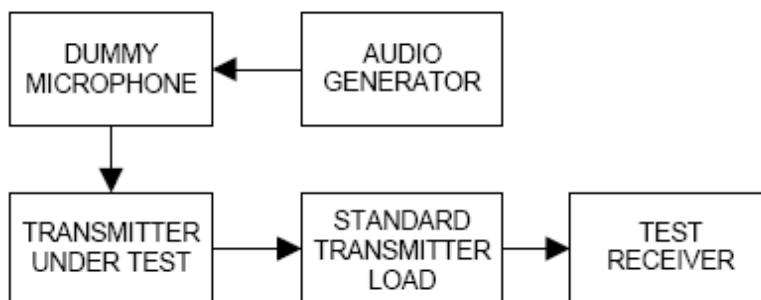 DUMMY
MICROPHONE
AUDIO
GENERATOR
TRANSMITTER
UNDER TEST
STANDARD
TRANSMITTER
LOAD
TEST
RECEIVER